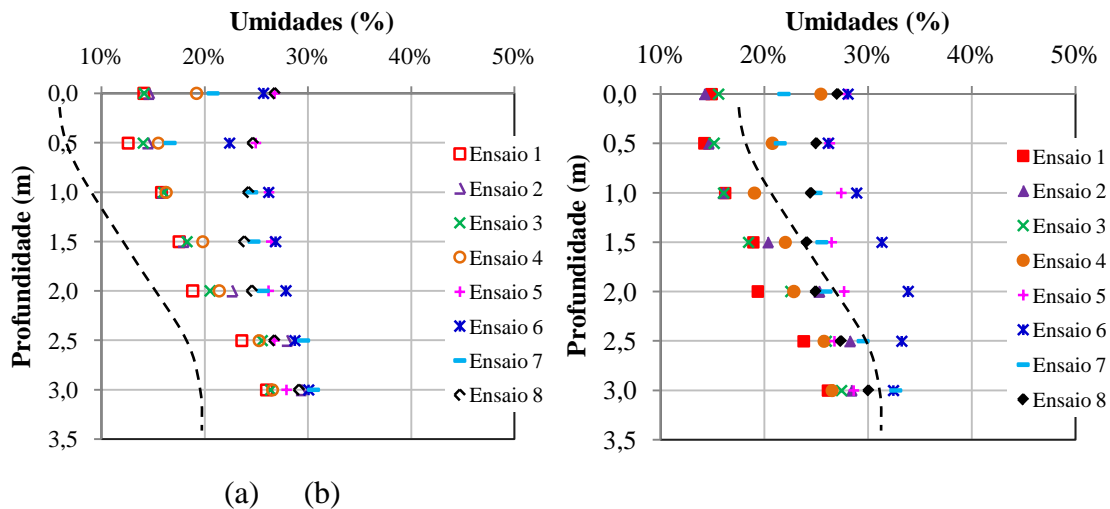 Umidades (%)
10% 20% 30% 40% 50%
Profundidade (m)
0,0
0,5
1,0
1,5
2,0
2,5
3,0
3,5
Ensaio 1
Ensaio 2
Ensaio 3
Ensaio 4
Ensaio 5
Ensaio 6
Ensaio 7
Ensaio 8
Umidades (%)
10% 20% 30% 40% 50%
Profundidade (m)
0,0
0,5
1,0
1,5
2,0
2,5
3,0
3,5
Ensaio 1
Ensaio 2
Ensaio 3
Ensaio 4
Ensaio 5
Ensaio 6
Ensaio 7
Ensaio 8
(a) (b)